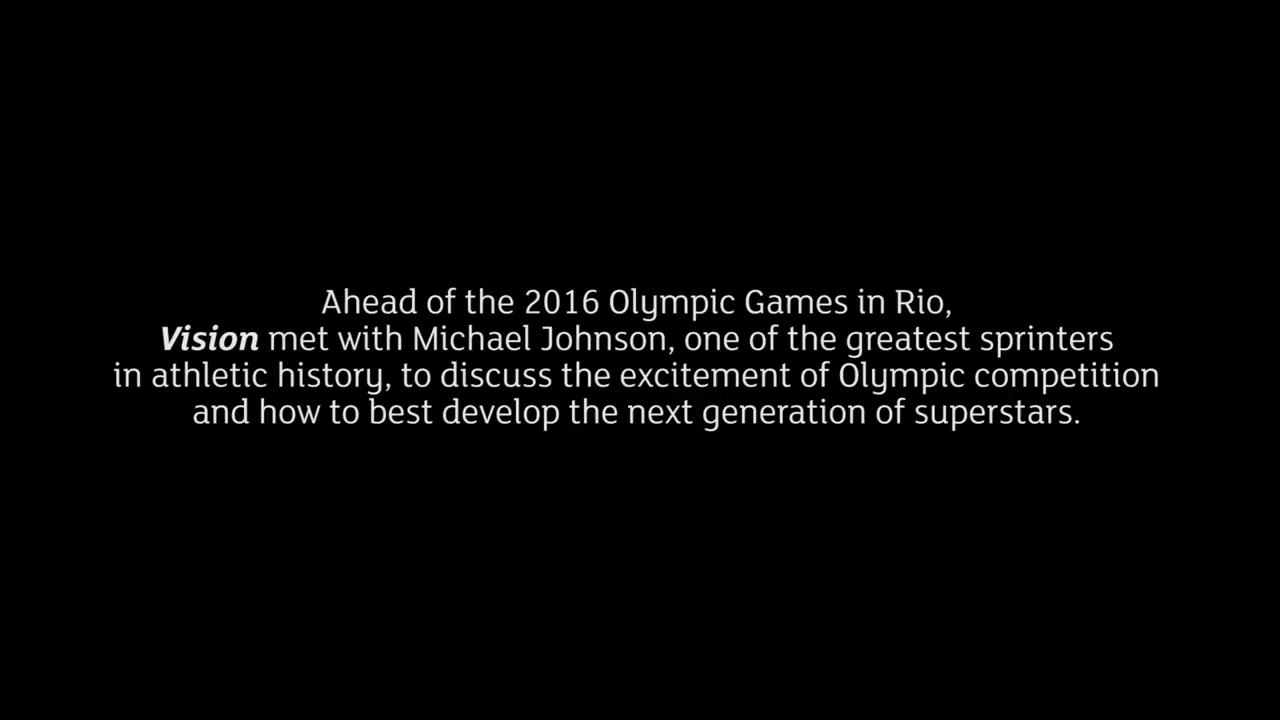 Ahead of the 2016 Olympic Games in Rio,
Vision met with Michael Johnson, one of the greatest sprinters
in athletic history, to discuss the excitement of Olympic competition
and how to best develop the next generation of superstars.